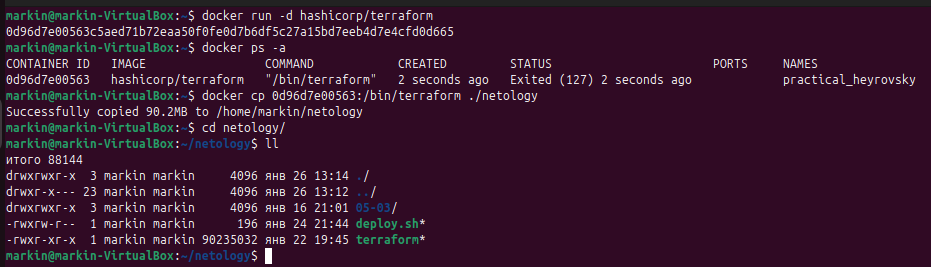 markin@markin-VirtualBox:~$ docker run -d hashicorp/terraform
0d96d7e00563c5aed71b72eaa50f0fe0d7b6df5c27a15bd7eeb4d7e4cfd0d665
markin@markin-VirtualBox:~$ docker ps -a
CONTAINER ID   IMAGE                 COMMAND            CREATED         STATUS                       PORTS     NAMES
0d96d7e00563   hashicorp/terraform   "/bin/terraform"   2 seconds ago   Exited (127) 2 seconds ago             practical_heyrovsky
markin@markin-VirtualBox:~$ docker cp 0d96d7e00563:/bin/terraform ./netology
Successfully copied 90.2MB to /home/markin/netology
markin@markin-VirtualBox:~$ cd netology/
markin@markin-VirtualBox:~/netology$ ll
итого 88144
drwxrwxr-x  3 markin markin     4096 янв 26 13:14 ./
drwxr-x--- 23 markin markin     4096 янв 26 13:12 ../
drwxrwxr-x  3 markin markin     4096 янв 16 21:01 05-03/
-rwxrw-r--  1 markin markin      196 янв 24 21:44 deploy.sh*
-rwxr-xr-x  1 markin markin 90235032 янв 22 19:45 terraform*
markin@markin-VirtualBox:~/netology$